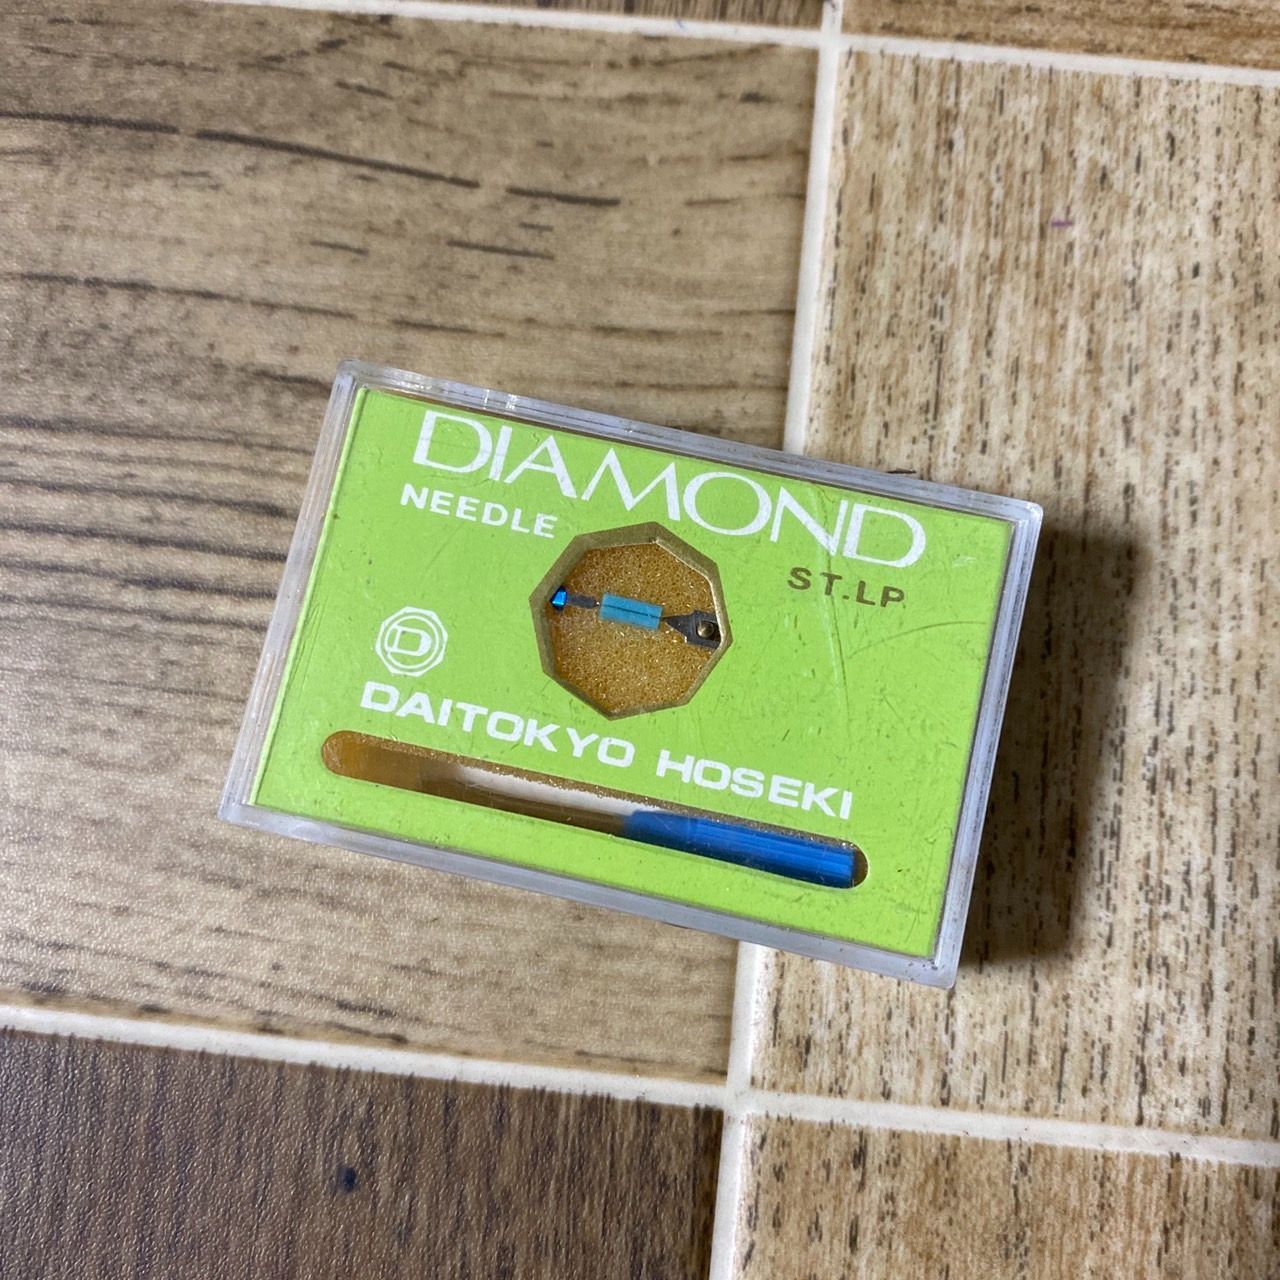 DIAMOND
NEEDLE
ST.LP
D
DAITOKYO HOSEKI